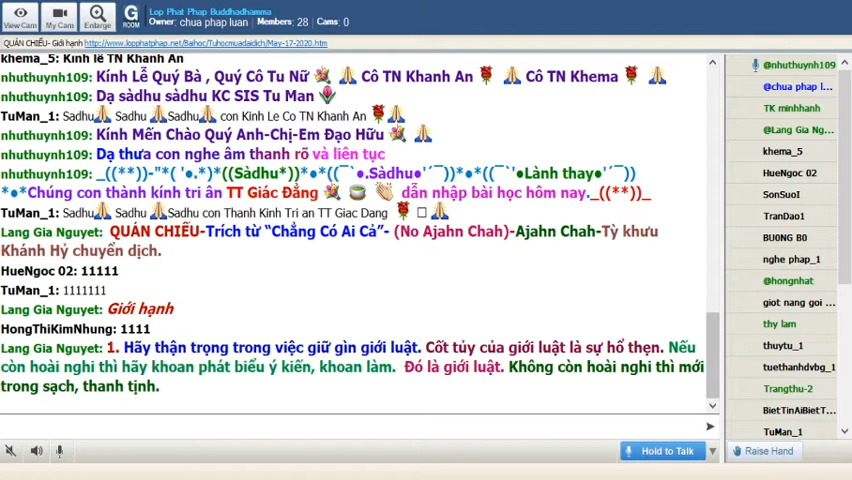 View Cam
My Cam
Enlarge
G
ROOM
Lop Phat Phap Buddhadhamma
Owner: chua phap luan Members: 28 Cams: 0
QUÁN CHIẾU- Giới hạnh http://www.lopphatphap.net/Baihoc/Tuhocmuadaidich/May-17-2020.htm
khema_5: Kính lễ TN Khanh An
nhuthuynh109: Kính Lễ Quý Bà , Quý Cô Tu Nữ 💐 🙏 Cô TN Khanh An 🌹 🙏 Cô TN Khema 🌹 🙏
nhuthuynh109: Dạ sàdhu sàdhu KC SIS Tu Man 🌷
TuMan_1: Sadhu🙏 Sadhu 🙏Sadhu🙏 con Kinh Le Co TN Khanh An 🌹🙏
nhuthuynh109: Kính Mến Chào Quý Anh-Chị-Em Đạo Hữu 💐 🙏
nhuthuynh109: Dạ thưa con nghe âm thanh rõ và liên tục
nhuthuynh109: _((**))-"*( '●.*)*((Sàdhu*))*●*((¯`●.Sàdhu●'´¯))*●*((¯`'●Lành thay●'´¯))
*●*Chúng con thành kính tri ân TT Giác Đẳng 💐 🍵 👏 dẫn nhập bài học hôm nay._((**))_
TuMan_1: Sadhu🙏 Sadhu 🙏Sadhu con Thanh Kinh Tri an TT Giac Dang 🌹 □ 🙏
Lang Gia Nguyet: QUÁN CHIẾU-Trích từ “Chẳng Có Ai Cả”- (No Ajahn Chah)-Ajahn Chah-Tỳ khưu
Khánh Hỷ chuyển dịch.
HueNgoc 02: 11111
TuMan_1: 1111111
Lang Gia Nguyet: Giới hạnh
HongThiKimNhung: 1111
Lang Gia Nguyet: 1. Hãy thận trọng trong việc giữ gìn giới luật. Cốt tủy của giới luật là sự hổ thẹn. Nếu
còn hoài nghi thì hãy khoan phát biểu ý kiến, khoan làm. Đó là giới luật. Không còn hoài nghi thì mới
trong sạch, thanh tịnh.
Hold to Talk
@nhuthuynh109
@chua phap l...
TK minhhanh
@Lang Gia Ng...
khema_5
HueNgoc 02
SonSuoI
TranDao1
BU0NG B0
nghe phap_1
@hongnhat
giot nang goi ...
thy lam
thuytu_1
tuethanhdvbg_1
Trangthu-2
BietTinAiBietT...
TuMan_1
Raise Hand